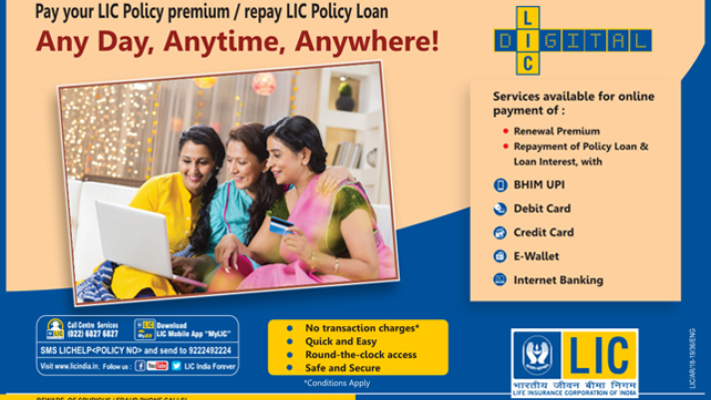 Pay your LIC Policy premium / repay LIC Policy Loan
Any Day, Anytime, Anywhere!
LIC
DIGITAL
Services available for online
payment of :
• Renewal Premium
• Repayment of Policy Loan &
Loan Interest, with
BHIM UPI
Debit Card
Credit Card
E-Wallet
Internet Banking
Call Centre Services
(022) 6827 6827
LIC
Download
LIC Mobile App "MyLIC"
SMS LICHELP<POLICY NO> and send to 9222492224
Visit www.licindia.in Follow us : YouTube LIC India Forever
• No transaction charges*
• Quick and Easy
• Round-the-clock access
• Safe and Secure
*Conditions Apply
LIC
भारतीय जीवन बीमा निगम
LIFE INSURANCE CORPORATION OF INDIA
LIC/AR/18-19/36/ENG
BEWARE OF SPURIOUS / FRAUD PHONE CALLS!